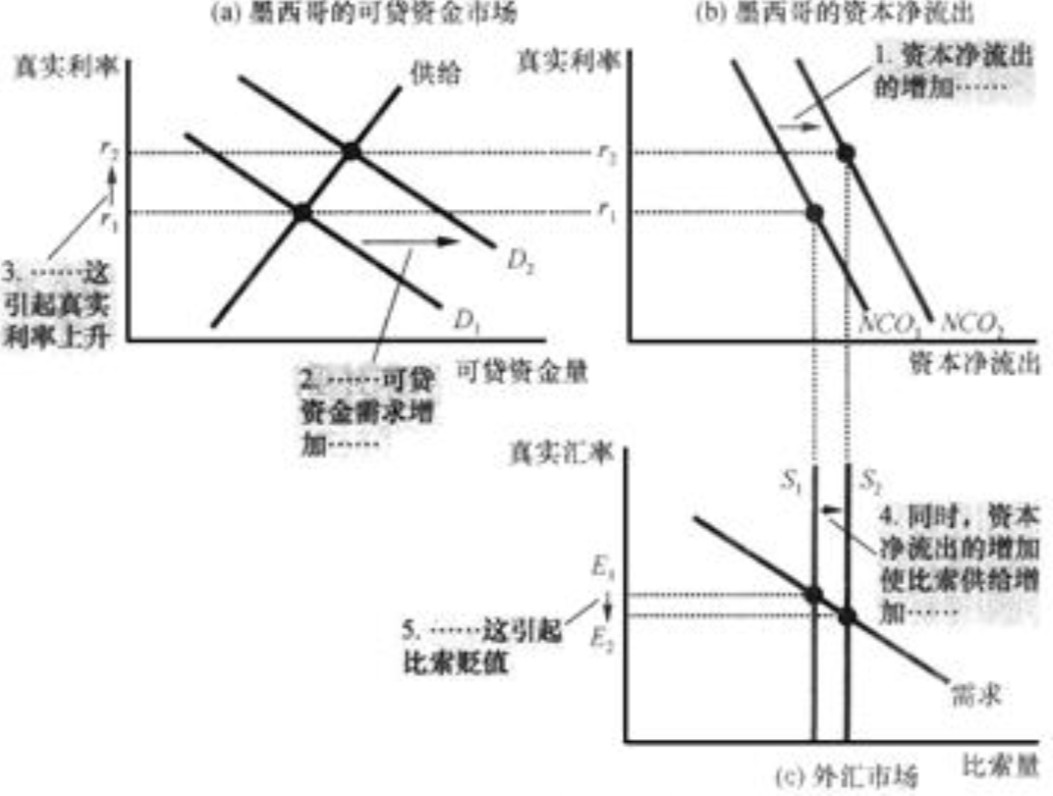 (a) 墨西哥的可贷资金市场
真实利率
供给
r₂
r₁
D₂
D₁
3. ……这
引起真实
利率上升
2. ……可贷
资金需求增
加……
可贷资金量
(b) 墨西哥的资本净流出
真实利率
1. 资本净流出
的增加……
r₂
r₁
NCO₁
NCO₂
资本净流出
真实汇率
S₁
S₂
4. 同时，资本
净流出的增加
使比索供给增
加……
E₁
E₂
5. ……这引起
比索贬值
需求
比索量
(c) 外汇市场